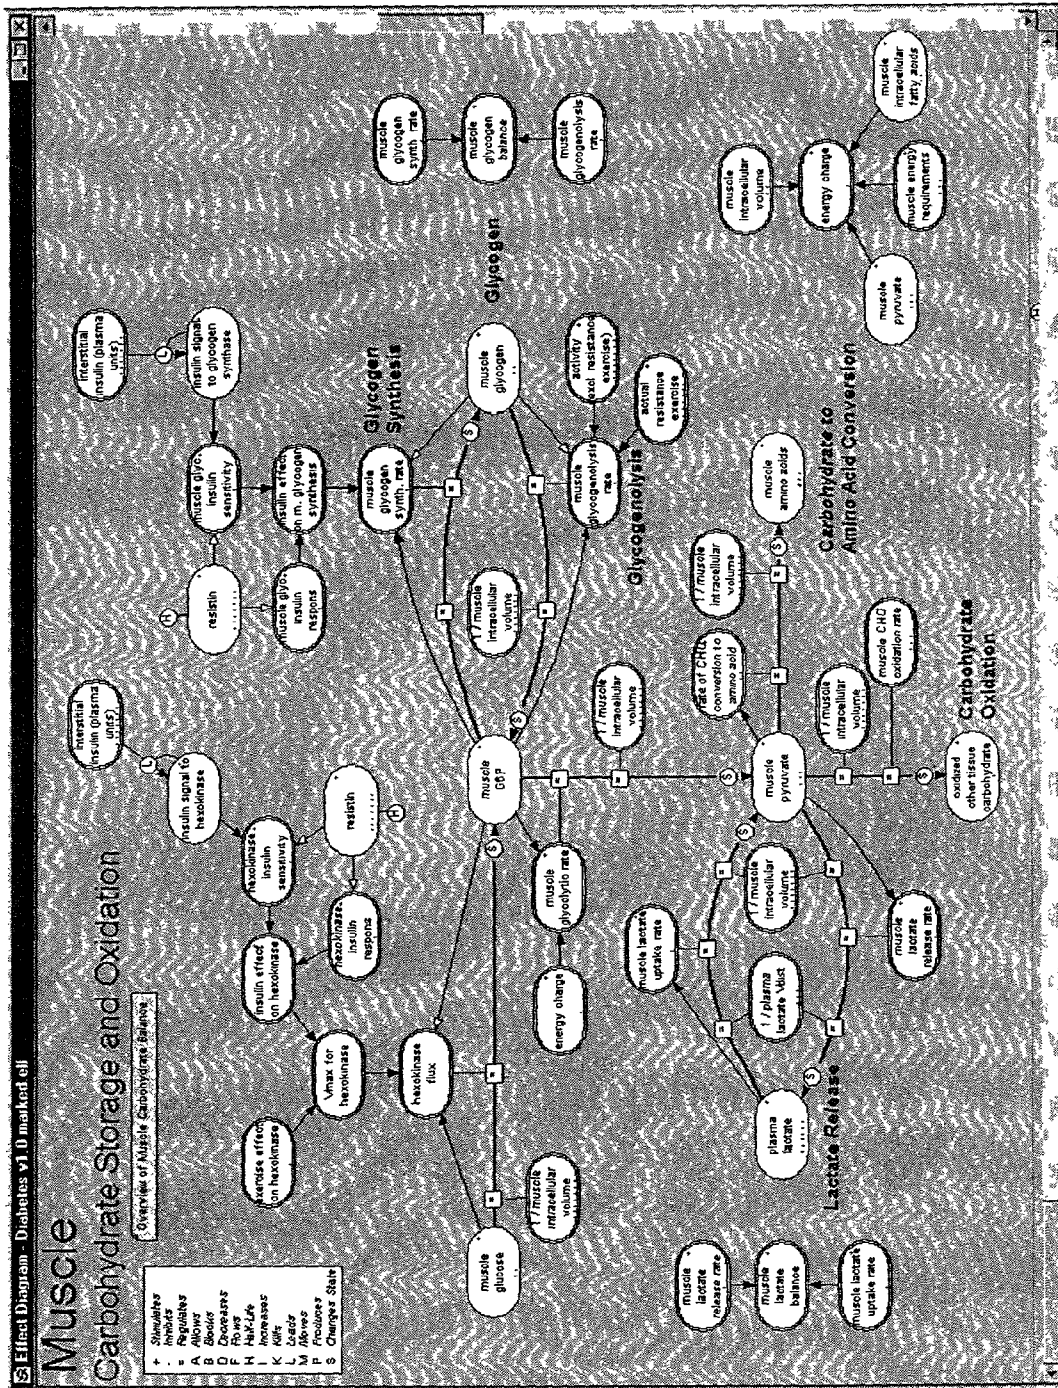 Effect Diagram - Diabetes v1.0 marked.ell
Muscle
Carbohydrate Storage and Oxidation
Overview of Muscle Carbohydrate Balance
+ Stimulates
- Inhibits
= Regulates
A Allows
B Blocks
D Decreases
F Flows
H Half-Life
I Increases
K Kills
L Leads
M Moves
P Produces
S Changes State
interstitial
insulin (plasma
units)
L
insulin signal to
hexokinase
hexokinase.
insulin
sensitivity
resistin
H
hexokinase.
insulin
respons
insulin effect
on hexokinase
exercise effect
on hexokinase
Vmax for
hexokinase
hexokinase
flux
muscle
glucose
1 / muscle
intracellular
volume
=
=
S
muscle
G6P
interstitial
insulin (plasma
units)
L
insulin signal
to glycogen
synthase
muscle glyc.
insulin
sensitivity
H
resistin
muscle glyc.
insulin
respons
insulin effect
on m. glycogen
synthesis
Glycogen
Synthesis
muscle
glycogen
synth. rate
=
=
S
1 / muscle
intracellular
volume
Glycogen
muscle
glycogen
=
=
S
muscle
glycogenolysis
rate
activity
(excl. resistance
exercise)
actual
resistance
exercise
Glycogenolysis
muscle
glycogen
synth rate
muscle
glycogen
balance
muscle
glycogenolysis
rate
energy charge
muscle
glycolytic rate
=
=
1 / muscle
intracellular
volume
S
muscle
pyruvate
rate of CHO
conversion to
amino acid
1 / muscle
intracellular
volume
=
=
S
muscle
amino acids
Carbohydrate to
Amino Acid Conversion
muscle lactate
uptake rate
=
=
S
1 / plasma
lactate Vdist
1 / muscle
intracellular
volume
=
=
=
S
plasma
lactate
muscle
lactate
release rate
Lactate Release
1 / muscle
intracellular
volume
muscle CHO
oxidation rate
=
=
S
oxidized
other tissue
carbohydrate
Carbohydrate
Oxidation
muscle
lactate
release rate
muscle
lactate
balance
muscle lactate
uptake rate
muscle
intracellular
volume
energy charge
muscle
intracellular
fatty acids
muscle energy
requirements
muscle
pyruvate